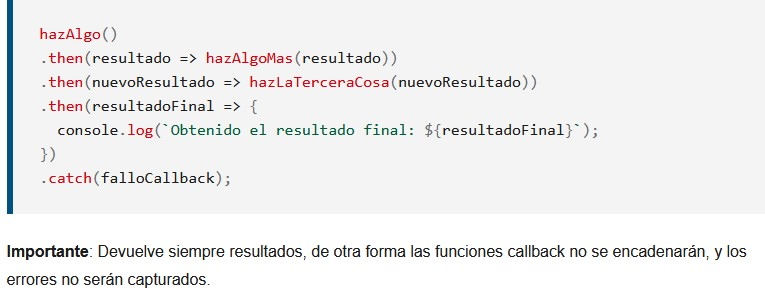 hazAlgo()
.then(resultado => hazAlgoMas(resultado))
.then(nuevoResultado => hazLaTerceraCosa(nuevoResultado))
.then(resultadoFinal => {
  console.log(`Obtenido el resultado final: ${resultadoFinal}`);
})
.catch(falloCallback);
Importante: Devuelve siempre resultados, de otra forma las funciones callback no se encadenarán, y los
errores no serán capturados.